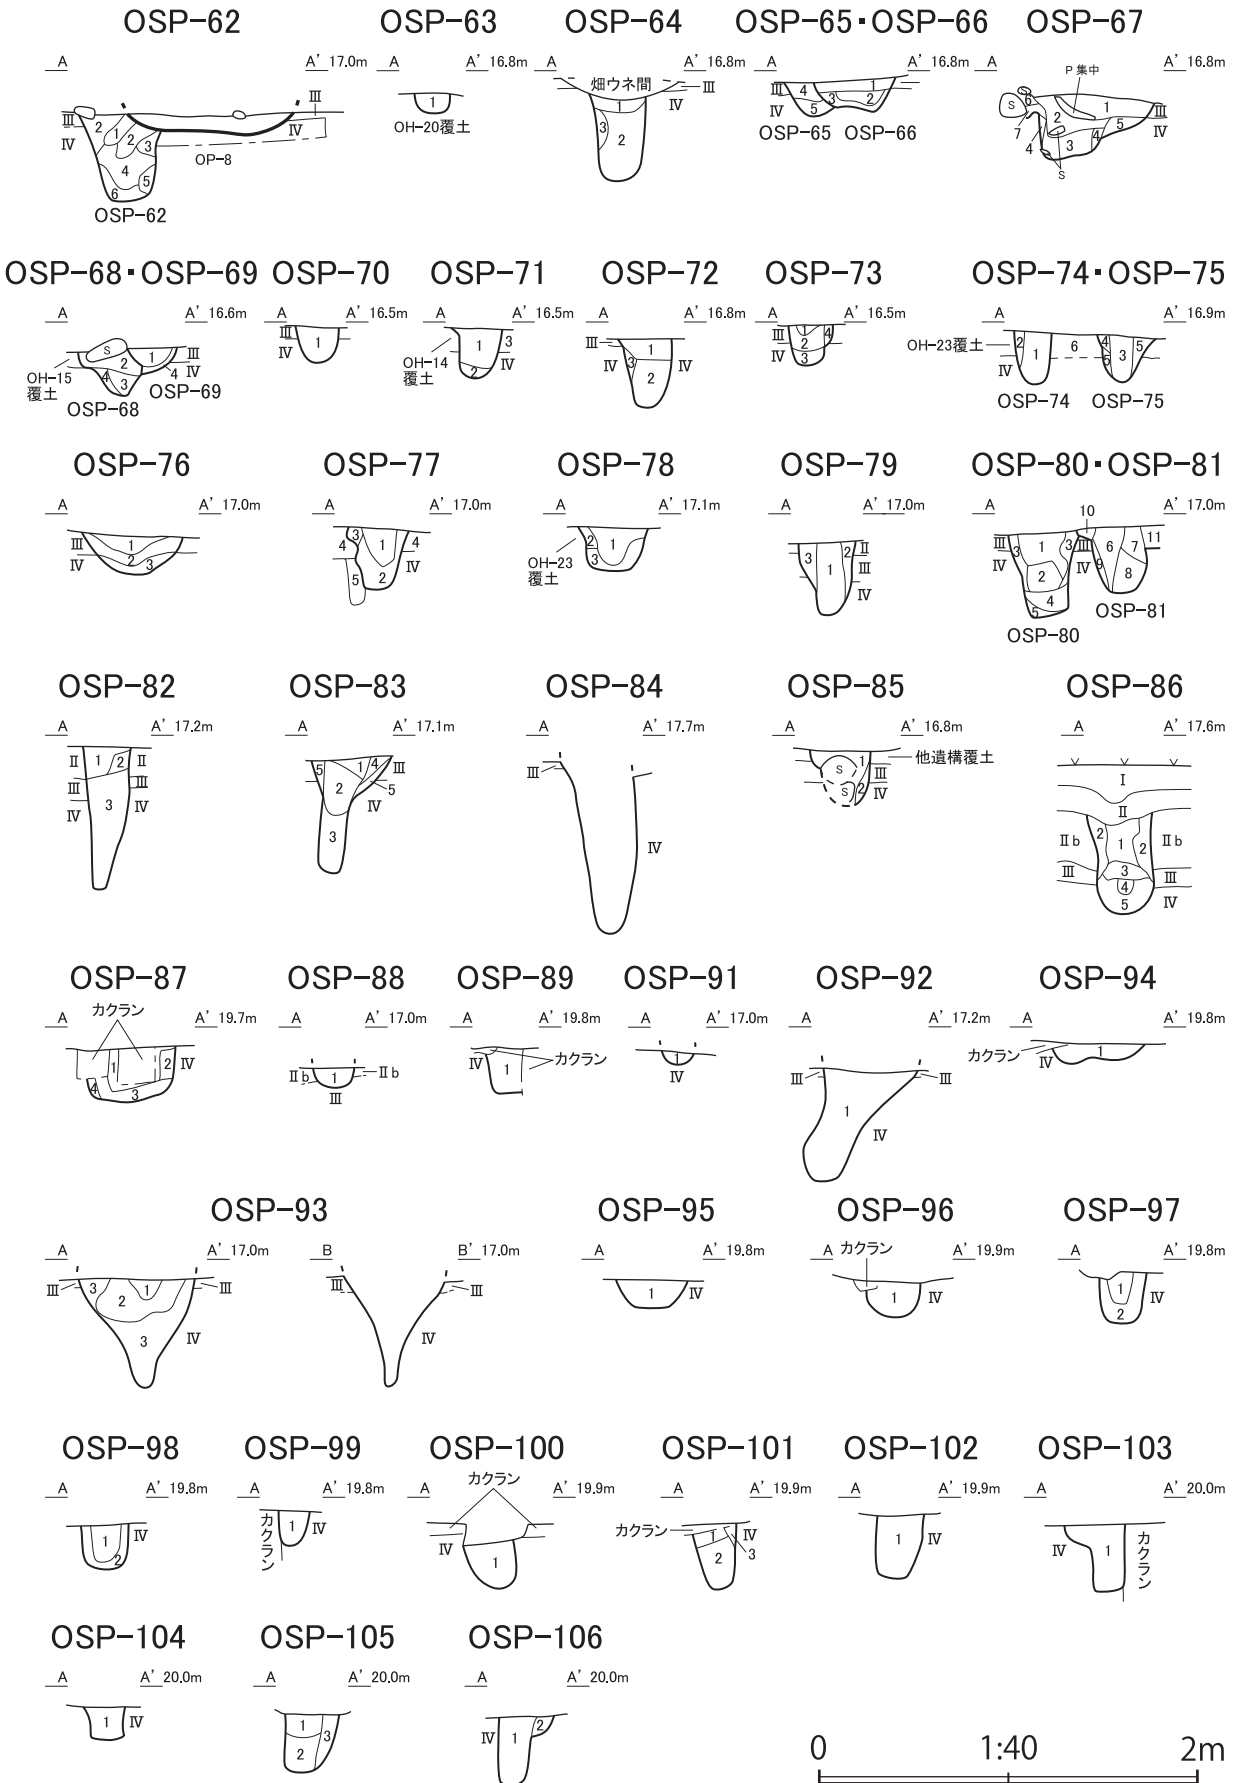 OSP-62 OSP-63 OSP-64 OSP-65・OSP-66 OSP-67
A A' 17.0m A A' 16.8m A A' 16.8m A A' 16.8m A A' 16.8m
Ⅲ Ⅳ 2 1 2 3 4 5 6 Ⅲ Ⅳ OP-8 OSP-62
1 OH-20覆土
畑ウネ間 Ⅲ Ⅳ 1 3 2
Ⅲ Ⅳ 4 5 3 1 2 OSP-65 OSP-66
P 集中 S S 6 7 4 2 1 3 4 5 S Ⅲ Ⅳ
OSP-68・OSP-69 OSP-70 OSP-71 OSP-72 OSP-73 OSP-74・OSP-75
A A' 16.6m A A' 16.5m A A' 16.5m A A' 16.8m A A' 16.5m A A' 16.9m
S 1 2 4 3 4 Ⅲ Ⅳ OH-15覆土 OSP-68 OSP-69
Ⅲ Ⅳ 1
OH-14覆土 1 2 3 Ⅳ
Ⅲ Ⅳ 1 3 2 Ⅳ
Ⅲ Ⅳ 1 4 2 3
OH-23覆土 Ⅳ 2 1 6 4 5 3 5 Ⅳ OSP-74 OSP-75
OSP-76 OSP-77 OSP-78 OSP-79 OSP-80・OSP-81
A A' 17.0m A A' 17.0m A A' 17.1m A A' 17.0m A A' 17.0m
Ⅲ Ⅳ 1 2 3
4 3 1 2 4 5 Ⅳ
OH-23覆土 2 3 1 Ⅳ
3 1 2 Ⅱ Ⅲ Ⅳ
10 Ⅲ Ⅳ 3 1 3 2 4 5 Ⅲ Ⅳ 6 7 11 9 8 OSP-80 OSP-81
OSP-82 OSP-83 OSP-84 OSP-85 OSP-86
A A' 17.2m A A' 17.1m A A' 17.7m A A' 16.8m A A' 17.6m
Ⅱ Ⅲ Ⅳ 1 2 3 Ⅱ Ⅲ Ⅳ
5 2 1 4 3 Ⅲ 5 Ⅳ
Ⅲ Ⅳ
S S 1 2 他遺構覆土 Ⅲ Ⅳ
Ⅰ Ⅱ Ⅱb 2 1 2 Ⅱb 3 Ⅲ Ⅲ 4 5 Ⅳ
OSP-87 OSP-88 OSP-89 OSP-91 OSP-92 OSP-94
カクラン
A A' 19.7m A A' 17.0m A A' 19.8m A A' 17.0m A A' 17.2m A A' 19.8m
1 2 Ⅳ 4 3
Ⅱb 1 Ⅱb Ⅲ
Ⅳ 1 カクラン
1 Ⅳ
Ⅲ 1 Ⅲ Ⅳ
カクラン Ⅳ 1
OSP-93 OSP-95 OSP-96 OSP-97
A A' 17.0m B B' 17.0m A A' 19.8m A カクラン A' 19.9m A A' 19.8m
Ⅲ 3 2 1 3 Ⅲ Ⅳ
Ⅲ Ⅲ Ⅳ
1 Ⅳ
1 Ⅳ
1 2 Ⅳ
OSP-98 OSP-99 OSP-100 OSP-101 OSP-102 OSP-103
A A' 19.8m A A' 19.8m A カクラン A' 19.9m A A' 19.9m A A' 19.9m A A' 20.0m
1 2 Ⅳ
カクラン 1 Ⅳ
Ⅳ 1 Ⅳ
カクラン 1 2 Ⅳ 3
1 Ⅳ
Ⅳ 1 カクラン
OSP-104 OSP-105 OSP-106
A A' 20.0m A A' 20.0m A A' 20.0m
1 Ⅳ
1 2 3
Ⅳ 1 2
0 1:40 2m